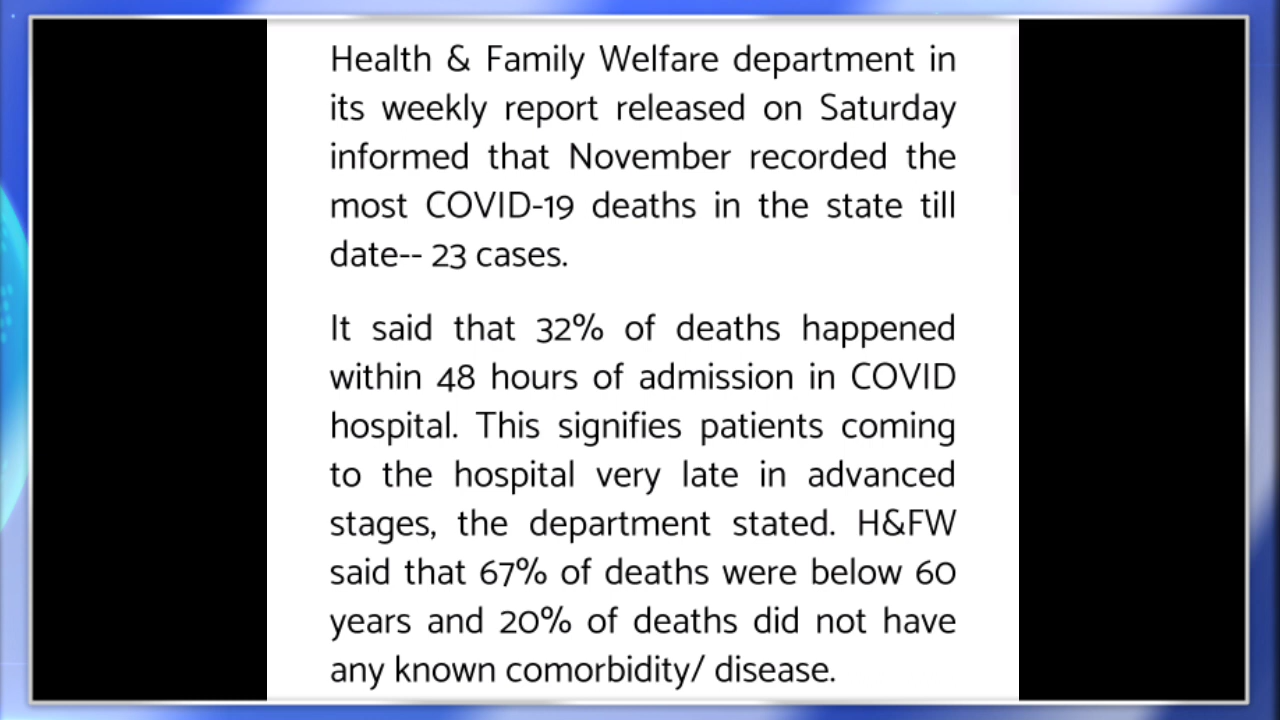 Health & Family Welfare department in
its weekly report released on Saturday
informed that November recorded the
most COVID-19 deaths in the state till
date-- 23 cases.
It said that 32% of deaths happened
within 48 hours of admission in COVID
hospital. This signifies patients coming
to the hospital very late in advanced
stages, the department stated. H&FW
said that 67% of deaths were below 60
years and 20% of deaths did not have
any known comorbidity/ disease.